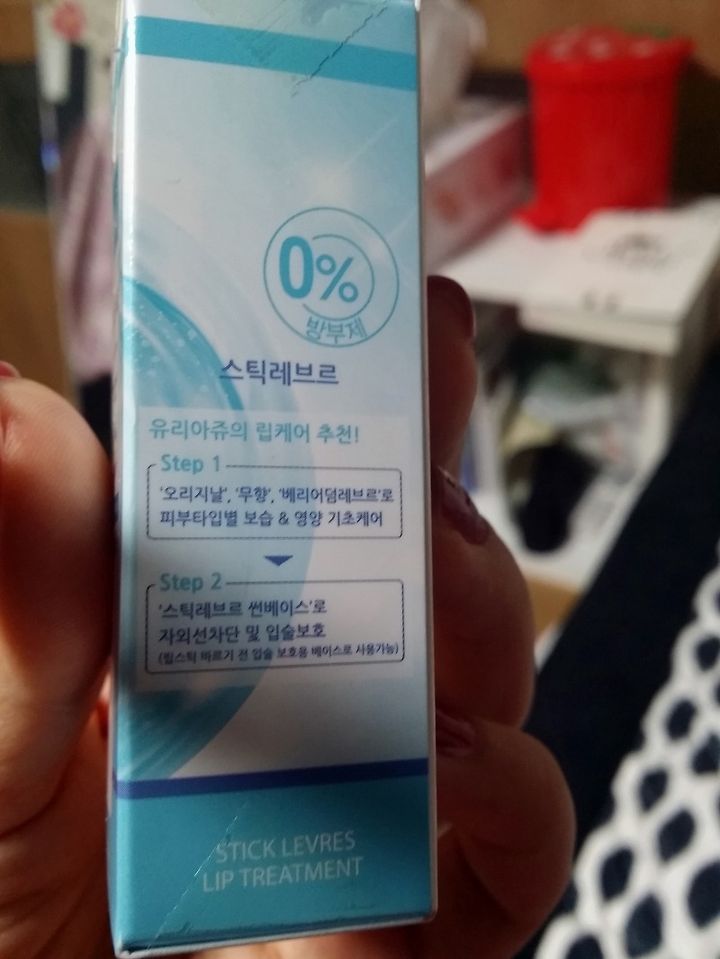 0%
방부제
스틱레브르
유리아쥬의 립케어 추천!
Step 1
'오리지날', '무향', '베리어덤레브르'로
피부타입별 보습 & 영양 기초케어
Step 2
'스틱레브르 썬베이스'로
자외선차단 및 입술보호
(립스틱 바르기 전 입술 보호용 베이스로 사용가능)
STICK LEVRES
LIP TREATMENT